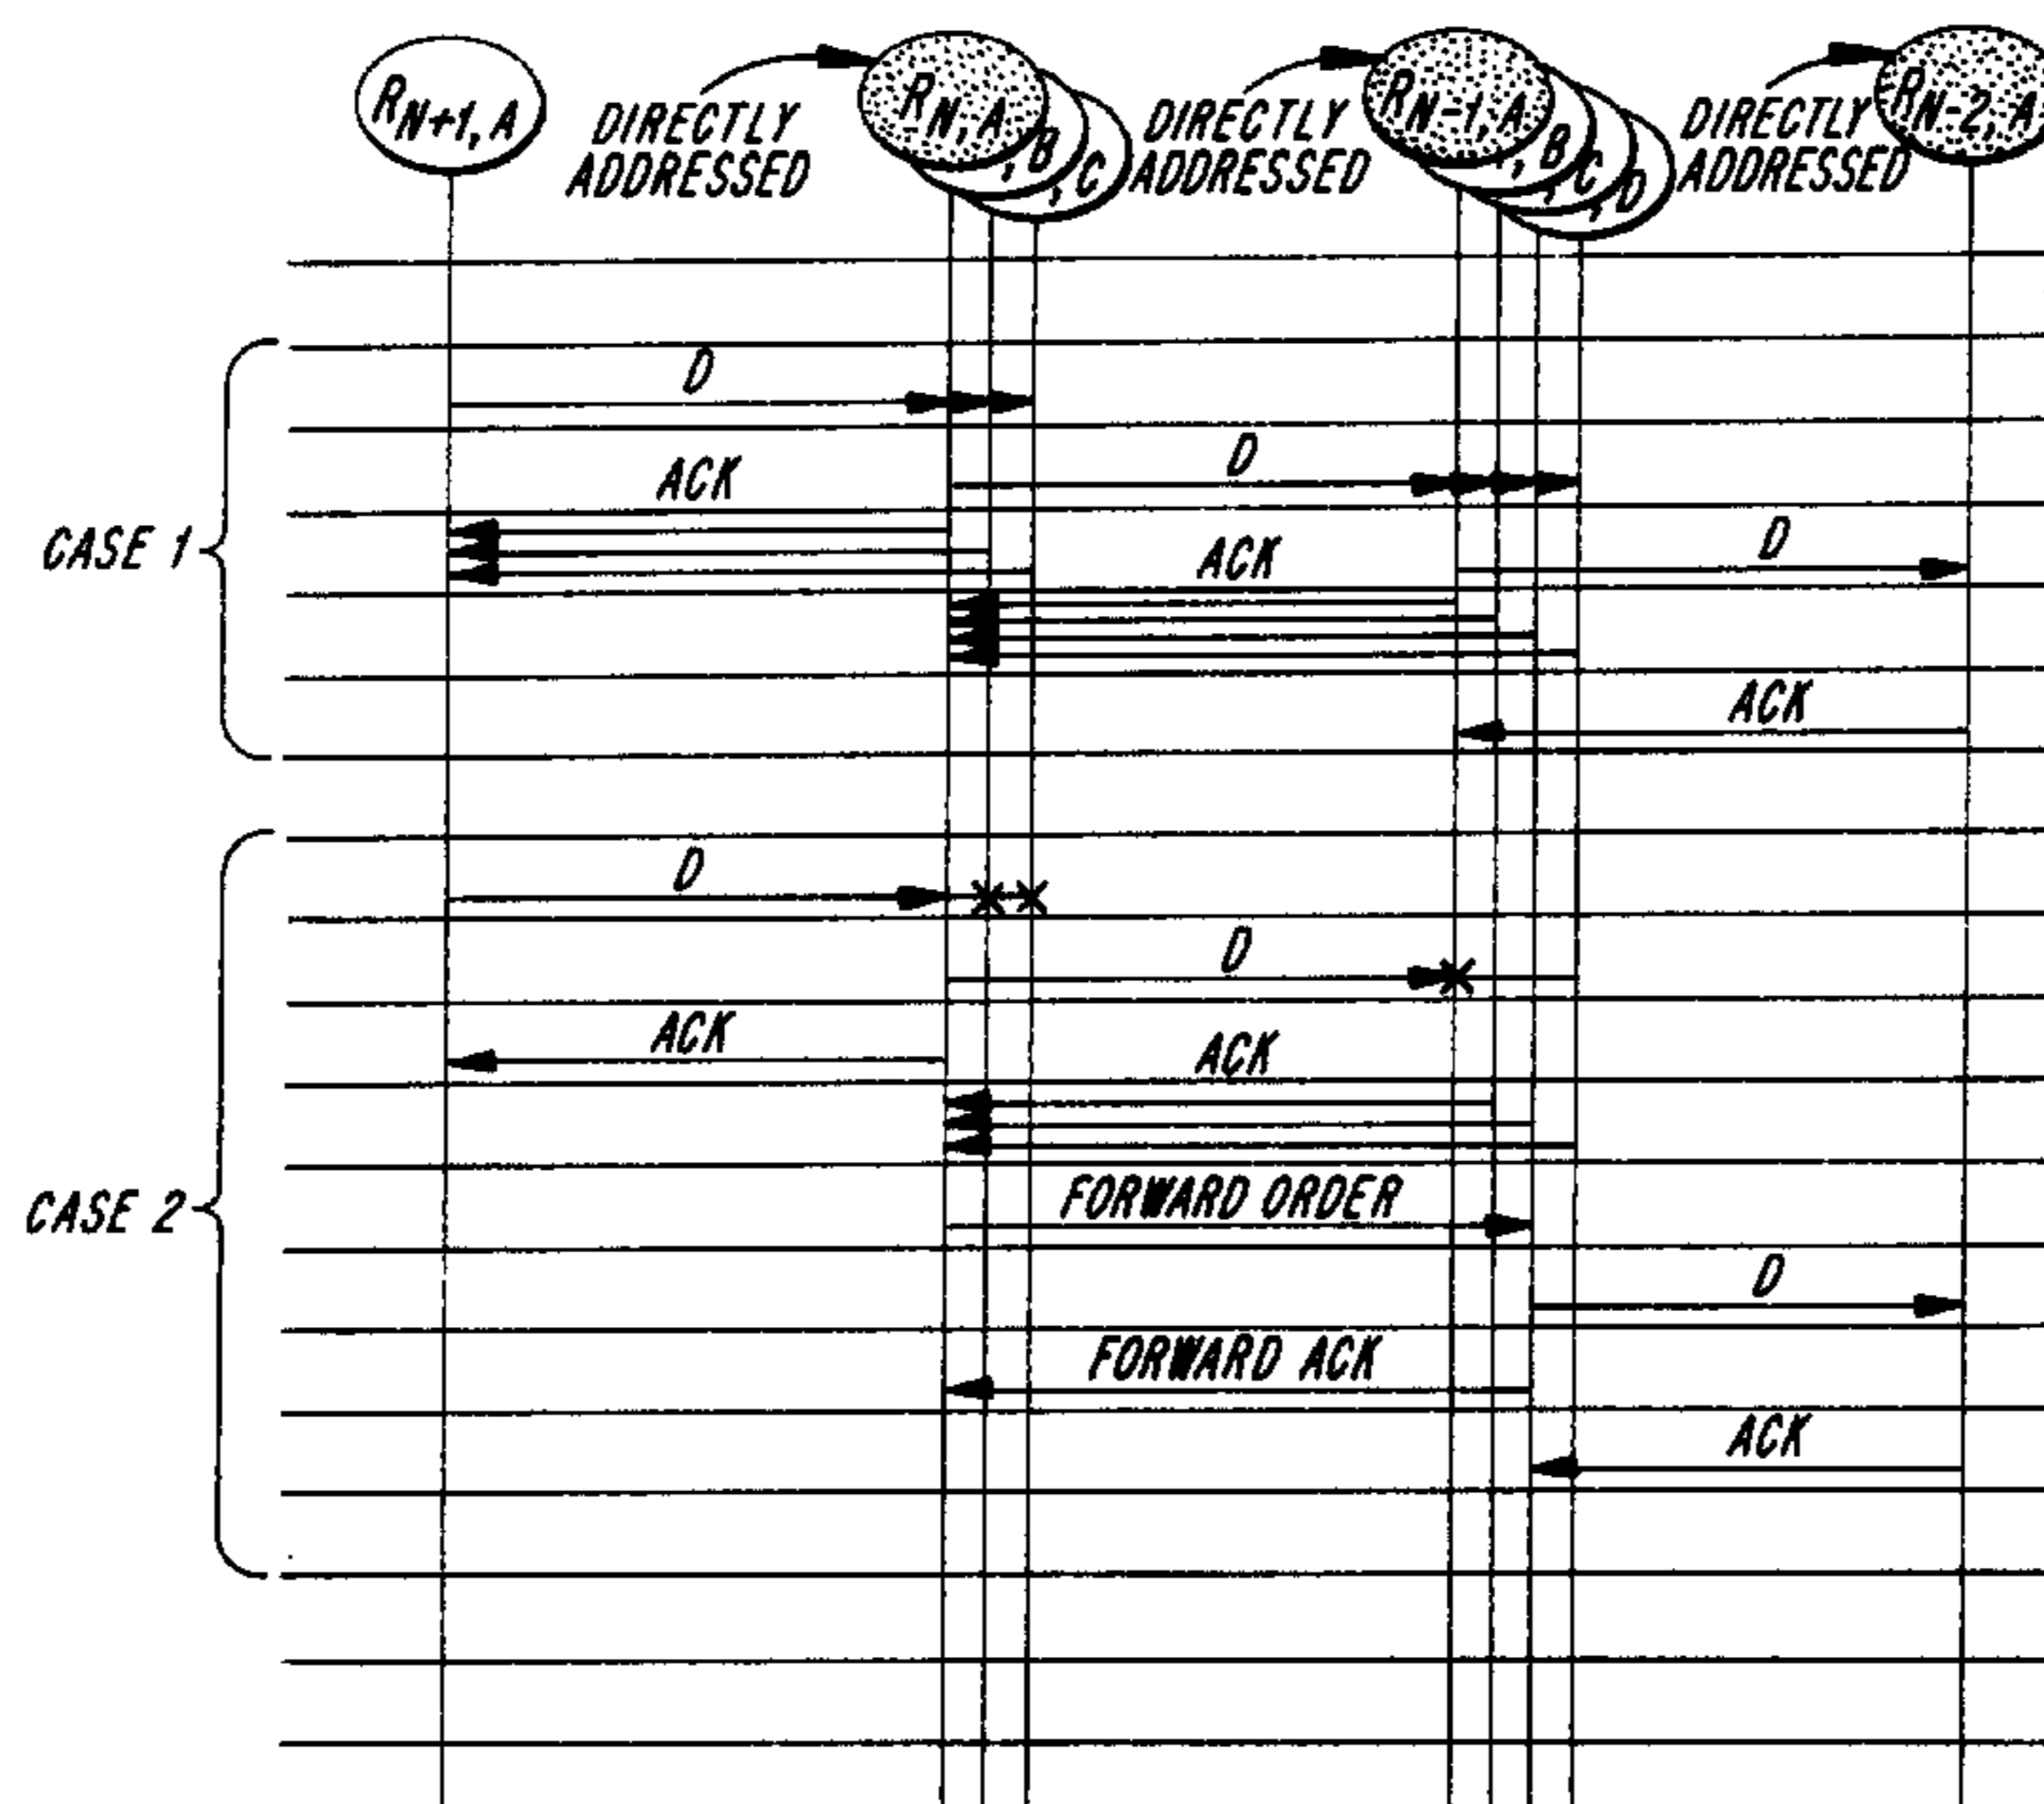 R N+1, A
DIRECTLY
ADDRESSED
R N, A
, B
, C
DIRECTLY
ADDRESSED
R N-1, A
, B
, C
, D
DIRECTLY
ADDRESSED
R N-2, A
CASE 1
D
ACK
D
ACK
D
ACK
CASE 2
D
D
ACK
ACK
FORWARD ORDER
D
FORWARD ACK
ACK